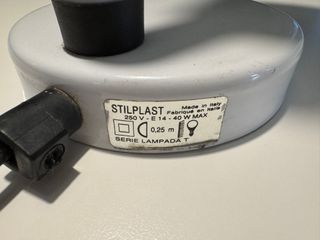 STILPLAST
Made in Italy
Fabriqué en Italie
250 V - E 14 - 40 W MAX
0,25 m
SERIE LAMPADA T